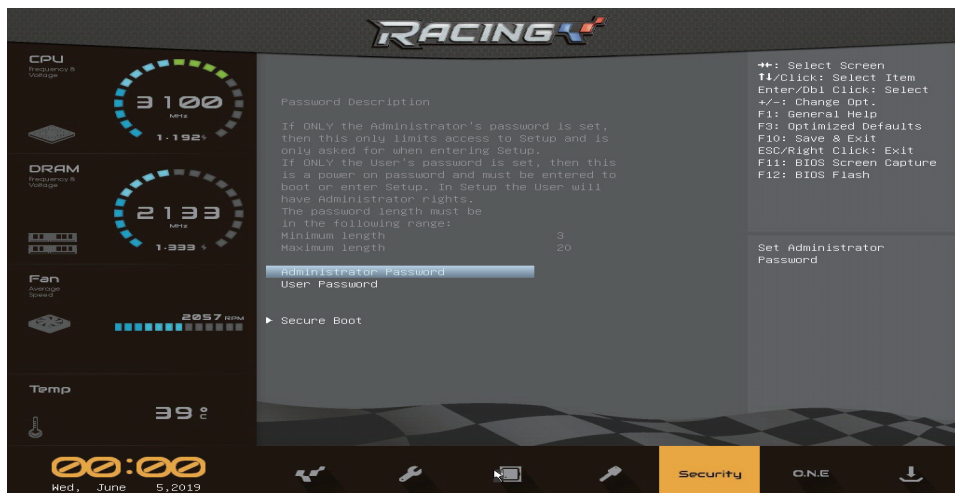 RACING
CPU
Frequency &
Voltage
3100
MHz
1.192 V
DRAM
Frequency &
Voltage
2133
MHz
1.333 V
Fan
Average
Speed
2057 RPM
Temp
39 °C
00:00
Wed, June 5,2019
Password Description
If ONLY the Administrator's password is set,
then this only limits access to Setup and is
only asked for when entering Setup.
If ONLY the User's password is set, then this
is a power on password and must be entered to
boot or enter Setup. In Setup the User will
have Administrator rights.
The password length must be
in the following range:
Minimum length 3
Maximum length 20
Administrator Password
User Password
Secure Boot
→←: Select Screen
↑↓/Click: Select Item
Enter/Dbl Click: Select
+/-: Change Opt.
F1: General Help
F3: Optimized Defaults
F10: Save & Exit
ESC/Right Click: Exit
F11: BIOS Screen Capture
F12: BIOS Flash
Set Administrator
Password
Security
O.N.E